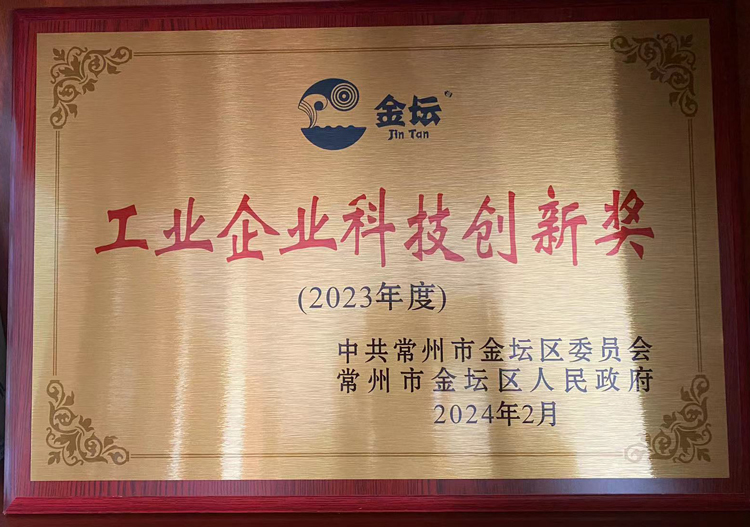 金坛®
Jin Tan
工业企业科技创新奖
(2023年度)
中共常州市金坛区委员会
常州市金坛区人民政府
2024年2月